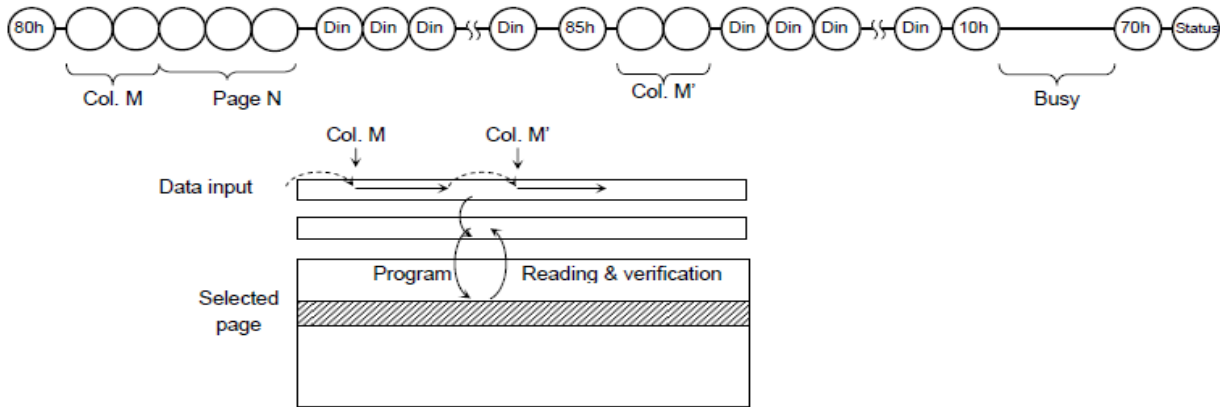 80h Din Din Din Din 85h Din Din Din Din 10h 70h Status
Col. M Page N Col. M’ Busy
Col. M Col. M’
Data input
Program Reading & verification
Selected
page